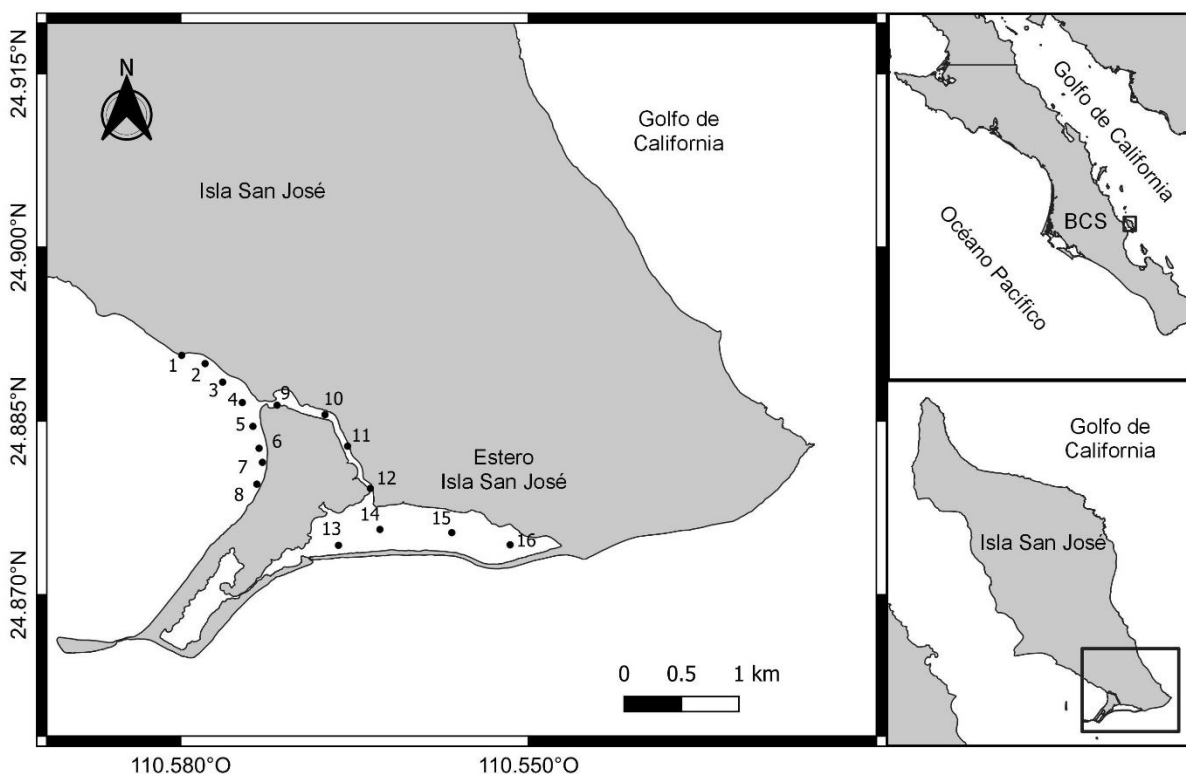 N
Golfo de
California
Isla San José
24.915°N
24.900°N
24.885°N
24.870°N
1
2
3
4
5
6
7
8
9
10
11
12
13
14
15
16
Estero
Isla San José
0 0.5 1 km
110.580°O
110.550°O
Golfo de California
BCS
Océano Pacífico
Golfo de
California
Isla San José